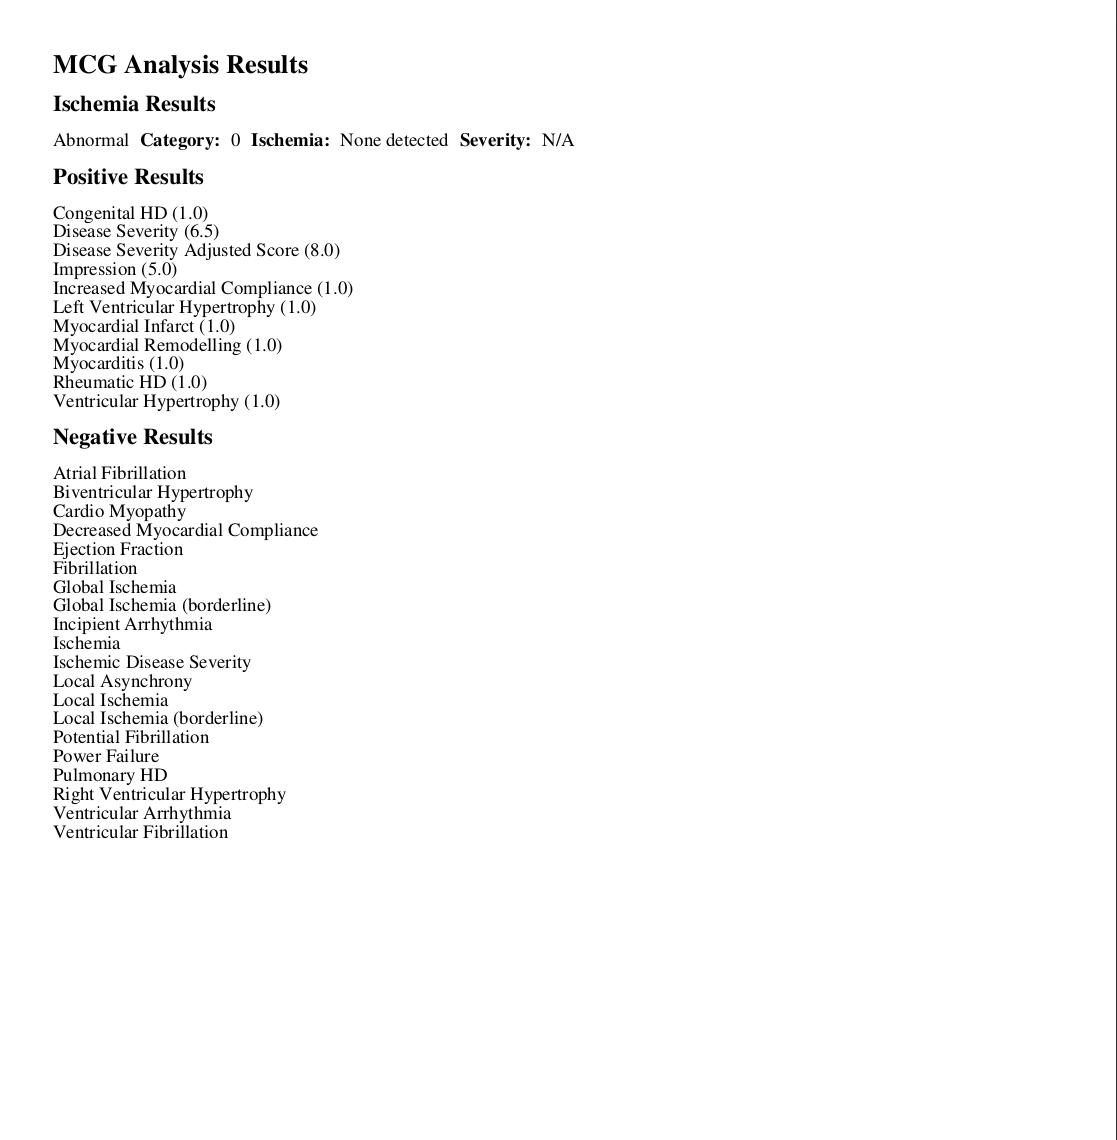 MCG Analysis Results
Ischemia Results
Abnormal Category: 0 Ischemia: None detected Severity: N/A
Positive Results
Congenital HD (1.0)
Disease Severity (6.5)
Disease Severity Adjusted Score (8.0)
Impression (5.0)
Increased Myocardial Compliance (1.0)
Left Ventricular Hypertrophy (1.0)
Myocardial Infarct (1.0)
Myocardial Remodelling (1.0)
Myocarditis (1.0)
Rheumatic HD (1.0)
Ventricular Hypertrophy (1.0)
Negative Results
Atrial Fibrillation
Biventricular Hypertrophy
Cardio Myopathy
Decreased Myocardial Compliance
Ejection Fraction
Fibrillation
Global Ischemia
Global Ischemia (borderline)
Incipient Arrhythmia
Ischemia
Ischemic Disease Severity
Local Asynchrony
Local Ischemia
Local Ischemia (borderline)
Potential Fibrillation
Power Failure
Pulmonary HD
Right Ventricular Hypertrophy
Ventricular Arrhythmia
Ventricular Fibrillation